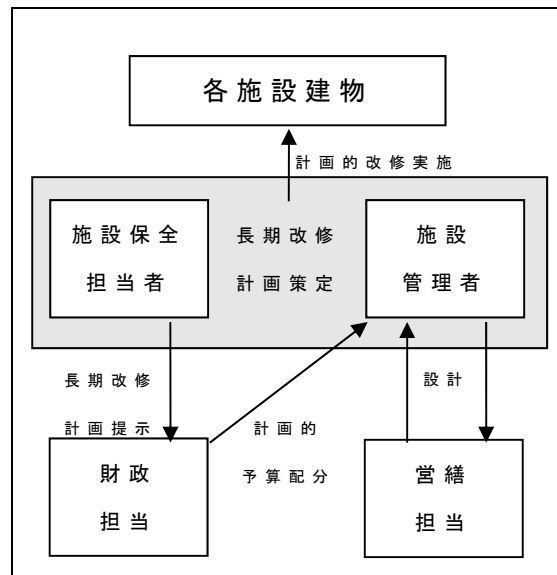 各施設建物
計画的改修実施
施設保全
担当者
長期改修
計画策定
施設
管理者
長期改修
計画提示
計画的
予算配分
設計
財政
担当
営繕
担当